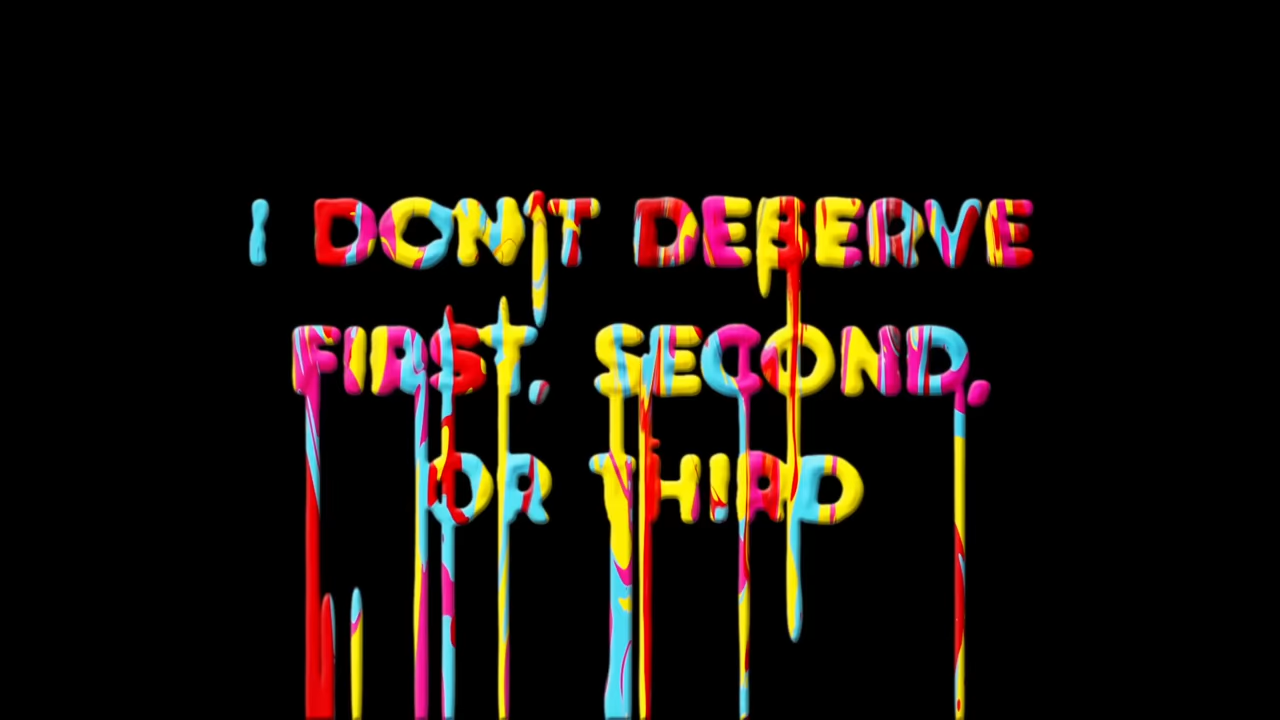 I DON'T DESERVE
FIRST, SECOND,
OR THIRD